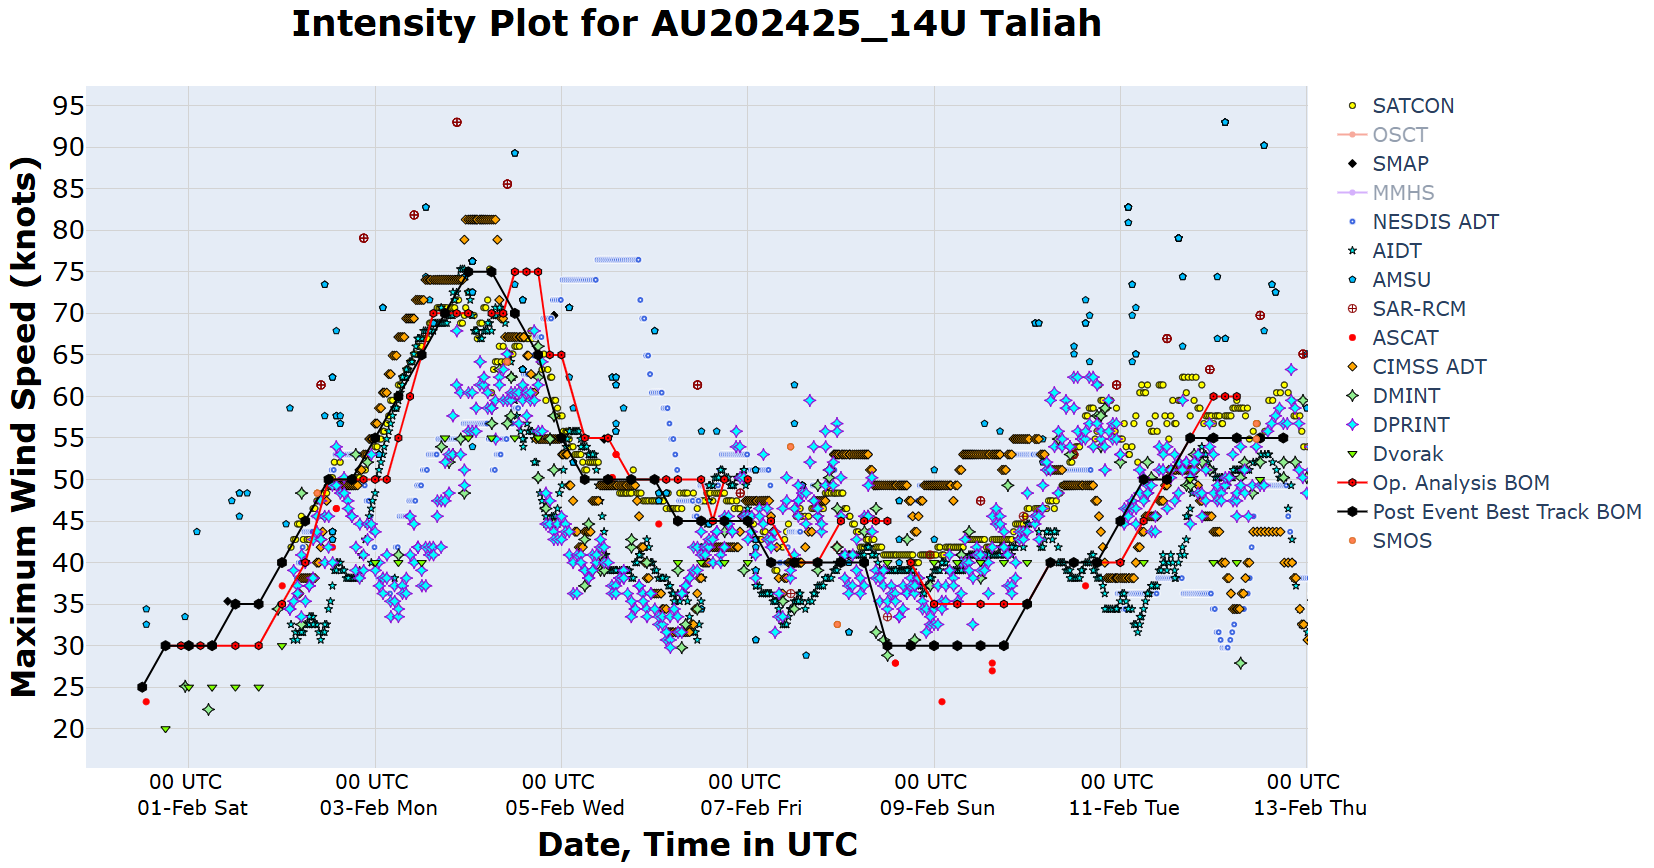 Intensity Plot for AU202425_14U Taliah
Maximum Wind Speed (knots)
95
90
85
80
75
70
65
60
55
50
45
40
35
30
25
20
00 UTC
01-Feb Sat
00 UTC
03-Feb Mon
00 UTC
05-Feb Wed
00 UTC
07-Feb Fri
00 UTC
09-Feb Sun
00 UTC
11-Feb Tue
00 UTC
13-Feb Thu
Date, Time in UTC
SATCON
OSCT
SMAP
MMHS
NESDIS ADT
AIDT
AMSU
SAR-RCM
ASCAT
CIMSS ADT
DMINT
DPRINT
Dvorak
Op. Analysis BOM
Post Event Best Track BOM
SMOS